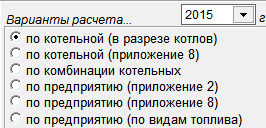 Варианты расчета... 2015 г
по котельной (в разрезе котлов)
по котельной (приложение 8)
по комбинации котельных
по предприятию (приложение 2)
по предприятию (приложение 8)
по предприятию (по видам топлива)